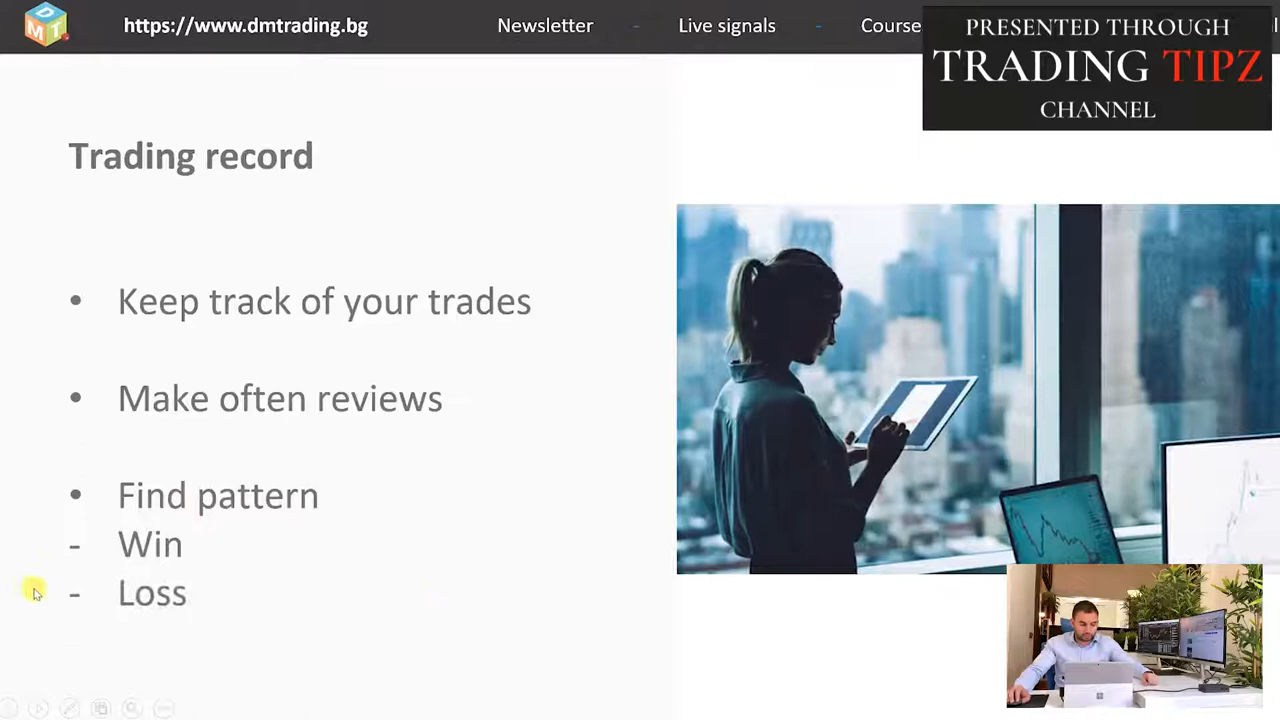 DMT
https://www.dmtrading.bg
Newsletter - Live signals - Course
PRESENTED THROUGH
TRADING TIPZ
CHANNEL
Trading record
• Keep track of your trades
• Make often reviews
• Find pattern
- Win
- Loss